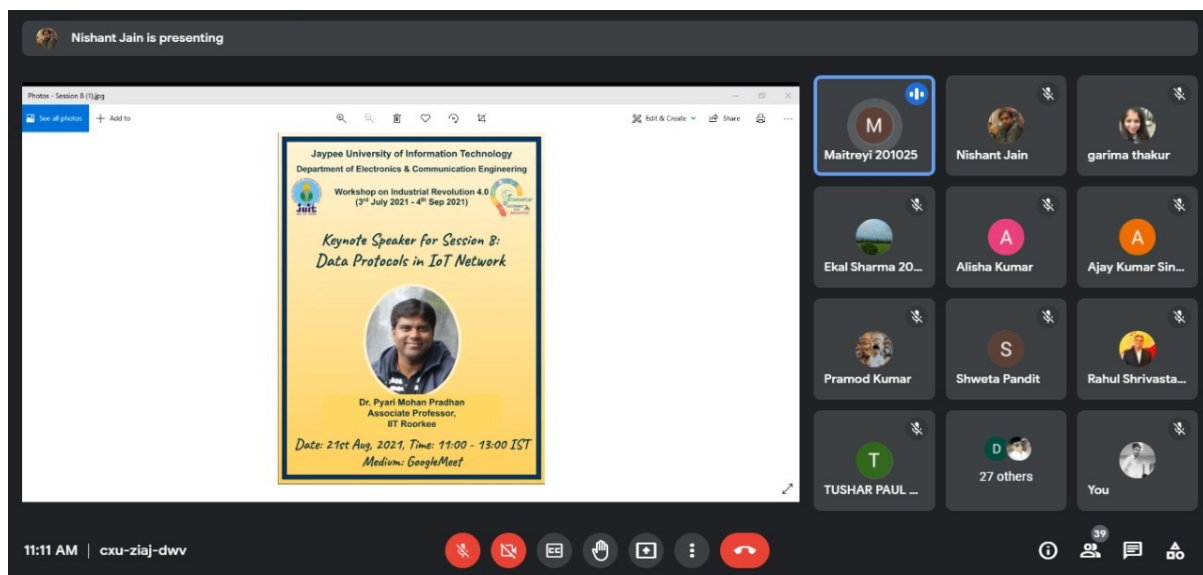 Nishant Jain is presenting
Photos - Session 8 (1).jpg
See all photos
Add to
Edit & Create
Share
Jaypee University of Information Technology
Department of Electronics & Communication Engineering
Workshop on Industrial Revolution 4.0
(3rd July 2021 - 4th Sep 2021)
juit
Keynote Speaker for Session 8:
Data Protocols in IoT Network
Dr. Pyari Mohan Pradhan
Associate Professor,
IIT Roorkee
Date: 21st Aug, 2021, Time: 11:00 - 13:00 IST
Medium: GoogleMeet
M
Maitreyi 201025
Nishant Jain
garima thakur
Ekal Sharma 20...
A
Alisha Kumar
A
Ajay Kumar Sin...
Pramod Kumar
S
Shweta Pandit
Rahul Shrivasta...
T
TUSHAR PAUL ...
D
27 others
You
11:11 AM | cxu-ziaj-dwv
CC
39